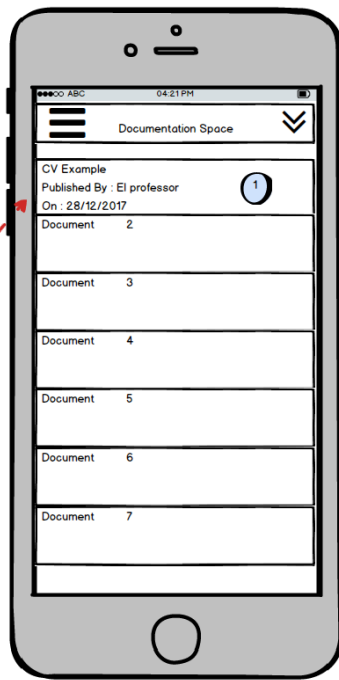 ABC 04:21 PM
Documentation Space
CV Example
1
Published By : El professor
On : 28/12/2017
Document 2
Document 3
Document 4
Document 5
Document 6
Document 7